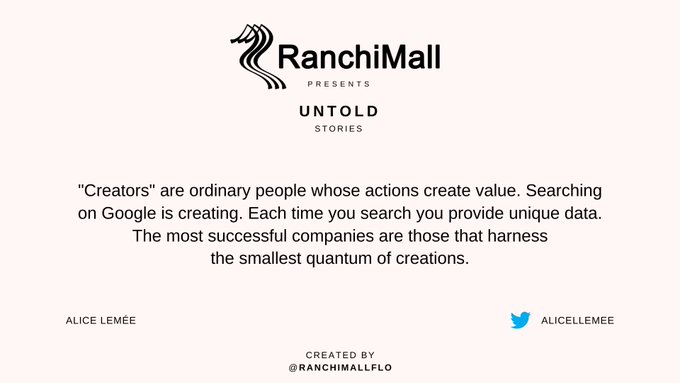 RanchiMall
PRESENTS
UNTOLD
STORIES
"Creators" are ordinary people whose actions create value. Searching
on Google is creating. Each time you search you provide unique data.
The most successful companies are those that harness
the smallest quantum of creations.
ALICE LEMÉE
ALICELLEMEE
CREATED BY
@RANCHIMALLFLO